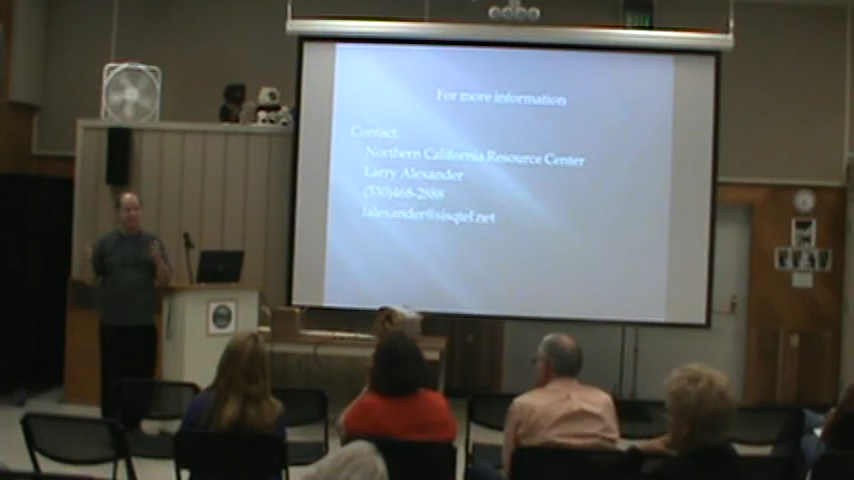 For more information
Contact
Northern California Resource Center
Larry Alexander
(530)468-2888
lalexander@sisqtel.net